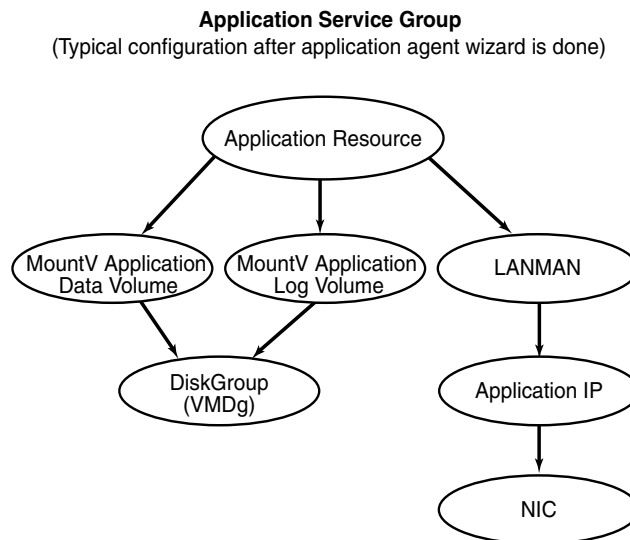 Application Service Group
(Typical configuration after application agent wizard is done)
Application Resource
MountV Application
Data Volume
MountV Application
Log Volume
LANMAN
DiskGroup
(VMDg)
Application IP
NIC